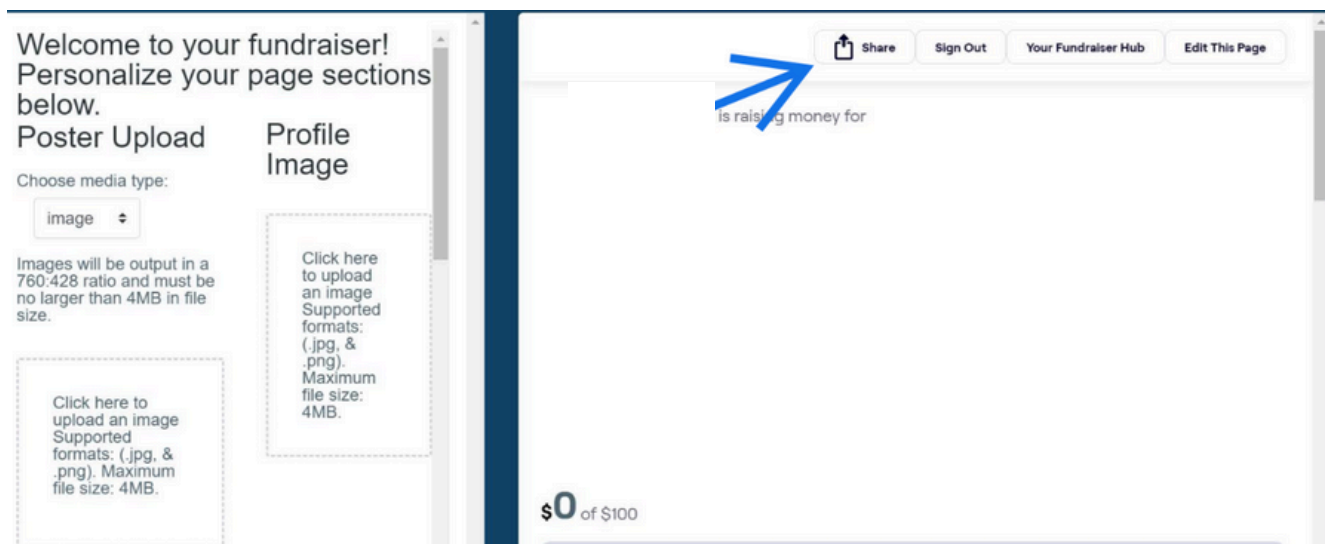 Welcome to your fundraiser!
Personalize your page sections
below.
Poster Upload
Choose media type:
image
Images will be output in a
760:428 ratio and must be
no larger than 4MB in file
size.
Click here to
upload an image
Supported
formats: (.jpg, &
.png). Maximum
file size: 4MB.
Profile
Image
Click here
to upload
an image
Supported
formats:
(.jpg, &
.png).
Maximum
file size:
4MB.
Share
Sign Out
Your Fundraiser Hub
Edit This Page
is raising money for
$0 of $100